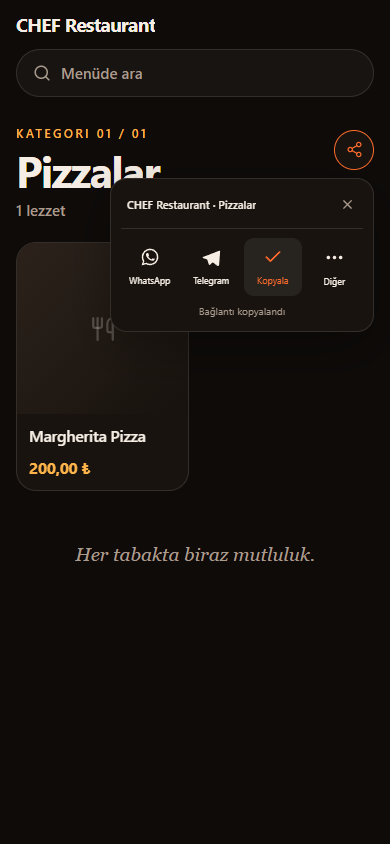 CHEF Restaurant
Menüde ara
KATEGORİ 01 / 01
Pizzalar
1 lezzet
CHEF Restaurant · Pizzalar
WhatsApp Telegram Kopyala Diğer
Bağlantı kopyalandı
Margherita Pizza
200,00 ₺
Her tabakta biraz mutluluk.